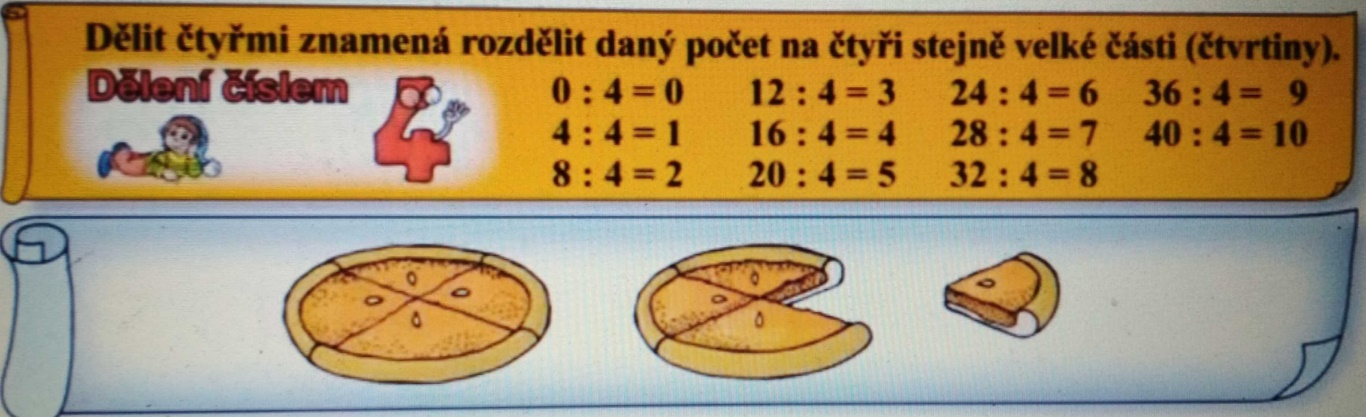 Dělit čtyřmi znamená rozdělit daný počet na čtyři stejně velké části (čtvrtiny).
Dělení číslem 4
0 : 4 = 0 12 : 4 = 3 24 : 4 = 6 36 : 4 = 9
4 : 4 = 1 16 : 4 = 4 28 : 4 = 7 40 : 4 = 10
8 : 4 = 2 20 : 4 = 5 32 : 4 = 8